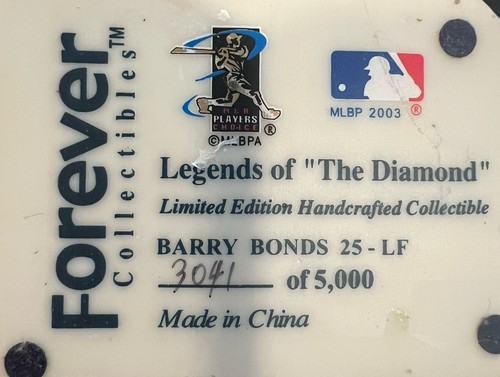 Forever
Collectibles™
MLB
PLAYERS
CHOICE ®
©MLBPA
MLBP 2003 ®
Legends of "The Diamond"
Limited Edition Handcrafted Collectible
BARRY BONDS 25 - LF
3041 of 5,000
Made in China